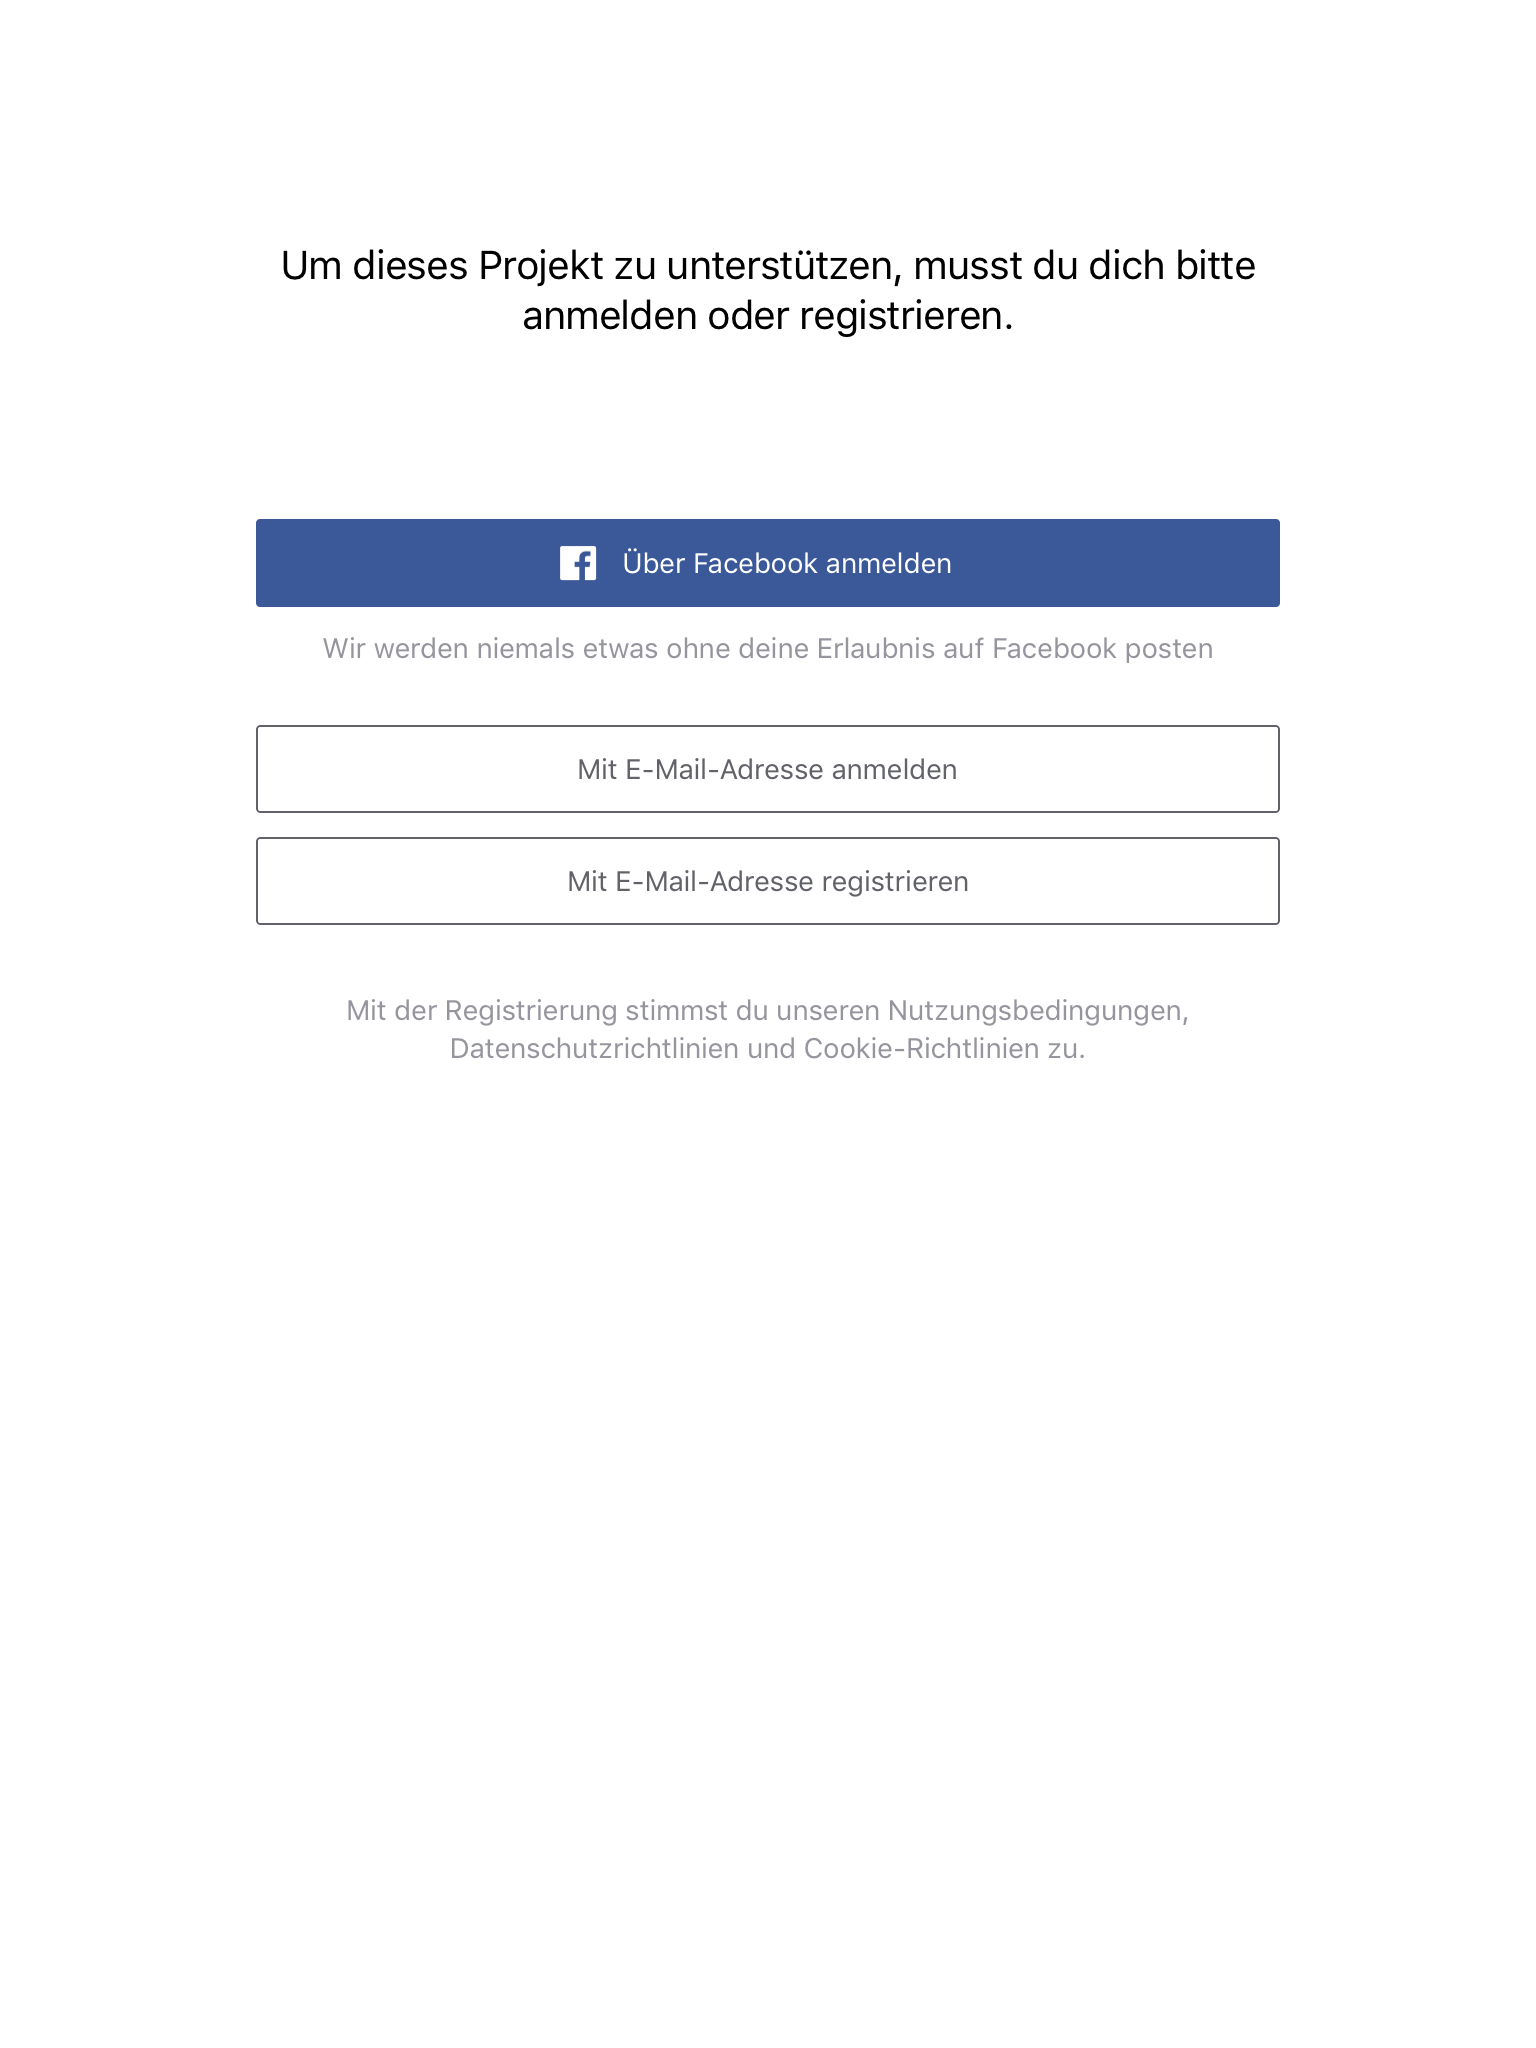 Um dieses Projekt zu unterstützen, musst du dich bitte
anmelden oder registrieren.
Über Facebook anmelden
Wir werden niemals etwas ohne deine Erlaubnis auf Facebook posten
Mit E-Mail-Adresse anmelden
Mit E-Mail-Adresse registrieren
Mit der Registrierung stimmst du unseren Nutzungsbedingungen,
Datenschutzrichtlinien und Cookie-Richtlinien zu.